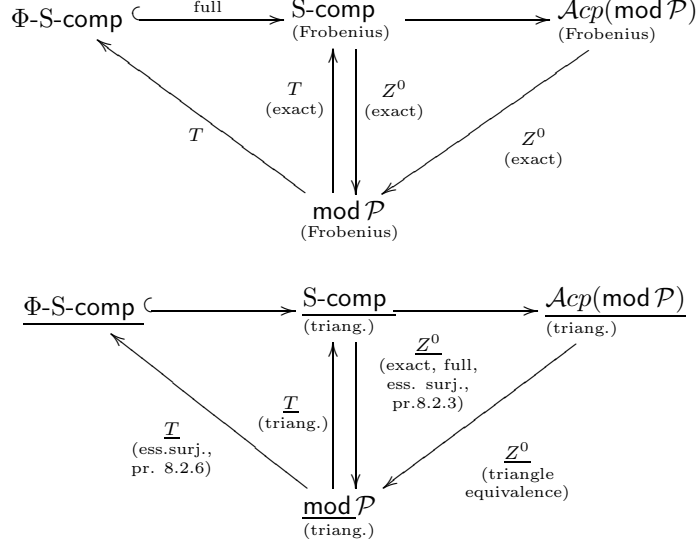 Φ-S-comp full S-comp 𝒜cp(mod 𝒫)
(Frobenius) (Frobenius)
T Z⁰
(exact) (exact)
T Z⁰
(exact)
mod 𝒫
(Frobenius)
Φ-S-comp S-comp 𝒜cp(mod 𝒫)
(triang.) (triang.)
Z⁰
(exact, full,
ess. surj.,
pr.8.2.3)
T
(triang.)
T
(ess.surj.,
pr. 8.2.6)
Z⁰
(triangle
equivalence)
mod 𝒫
(triang.)